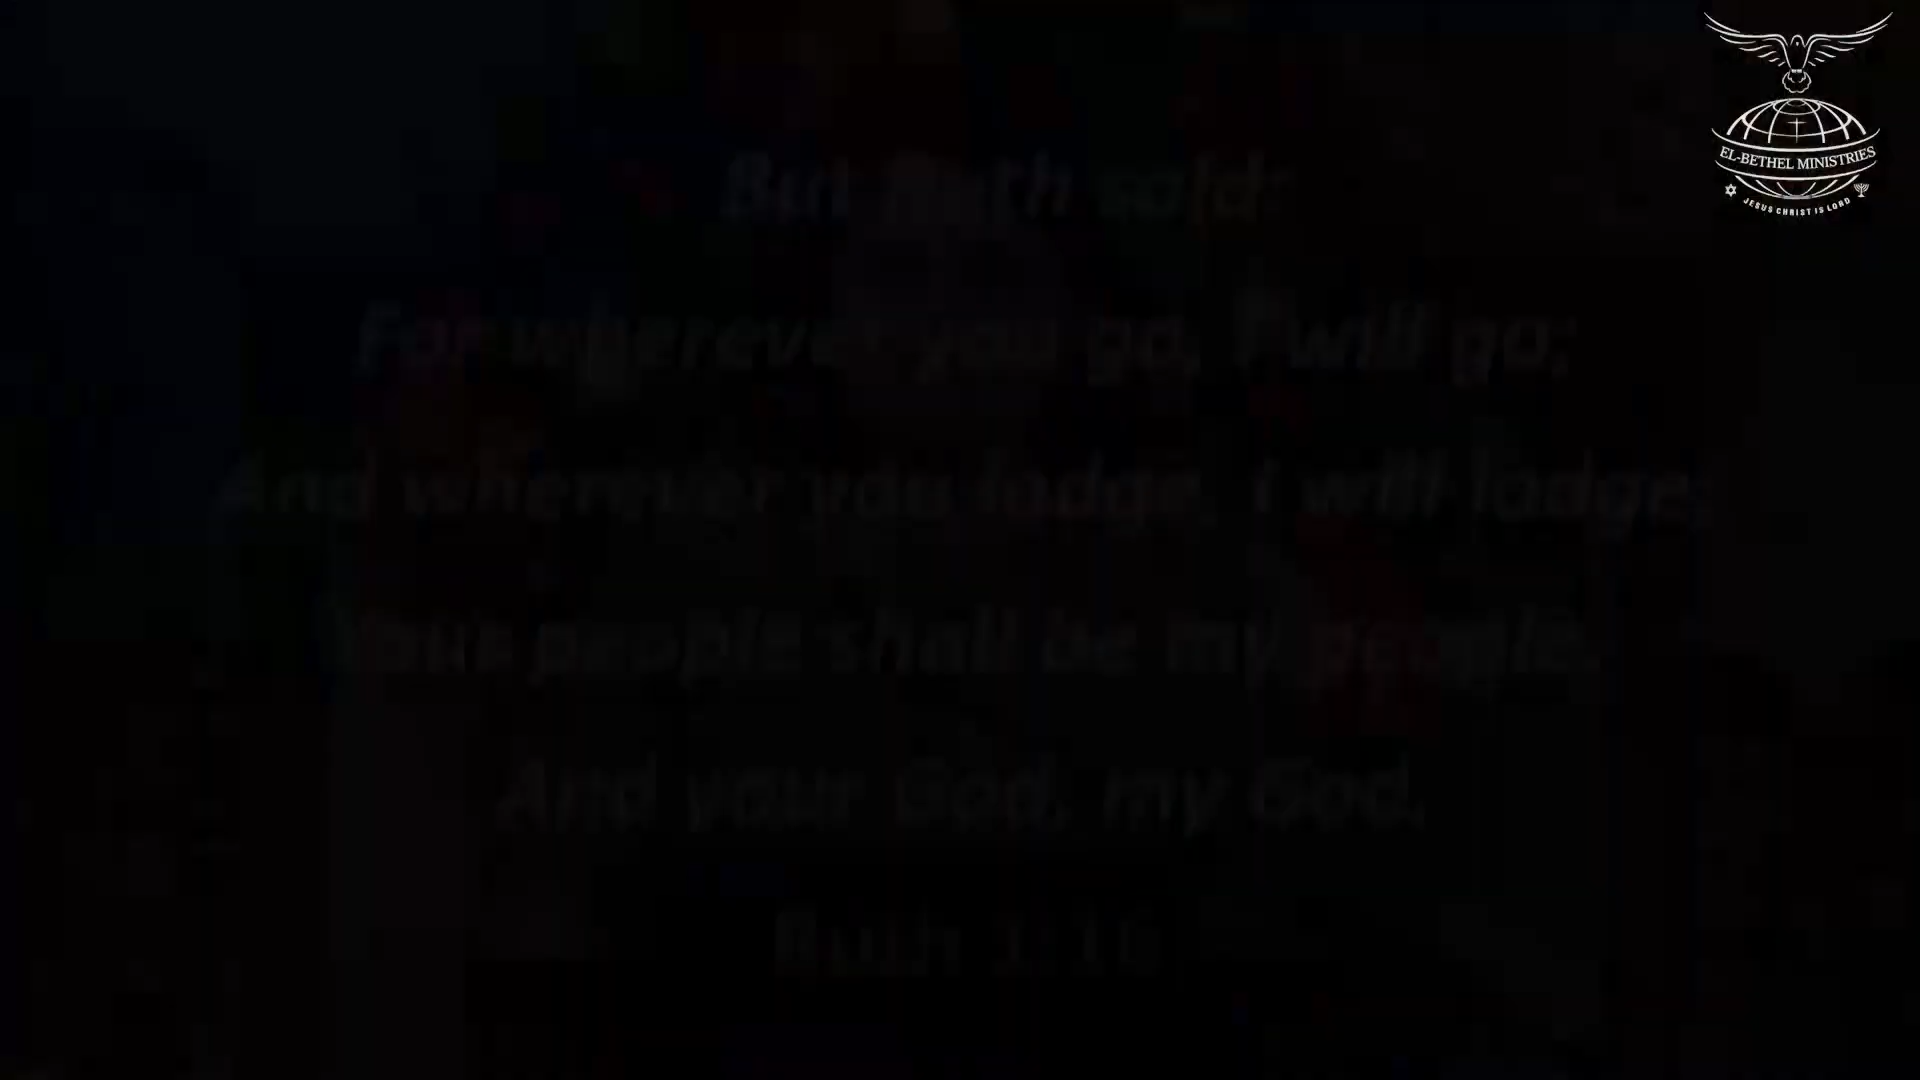 EL-BETHEL MINISTRIES
JESUS CHRIST IS LORD
But Ruth said:
For wherever you go, I will go;
And wherever you lodge, I will lodge;
Your people shall be my people,
And your God, my God.
Ruth 1:16